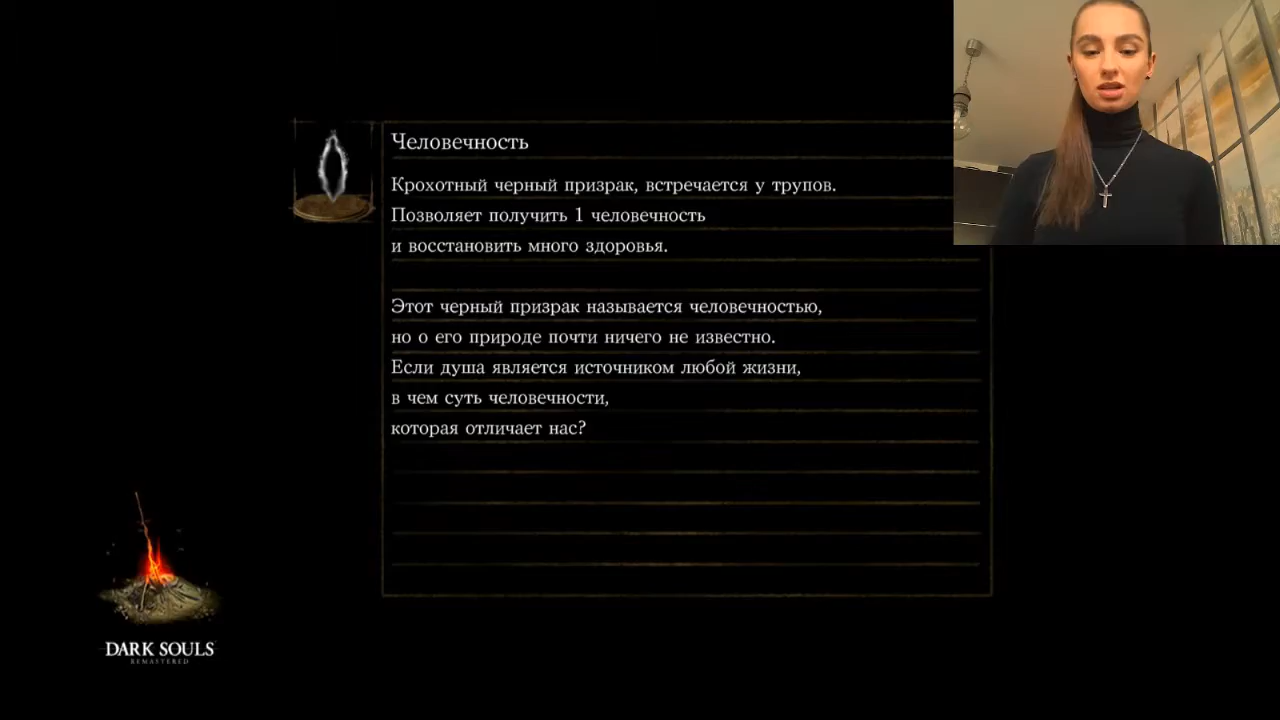 Человечность
Крохотный черный призрак, встречается у трупов.
Позволяет получить 1 человечность
и восстановить много здоровья.
Этот черный призрак называется человечностью,
но о его природе почти ничего не известно.
Если душа является источником любой жизни,
в чем суть человечности,
которая отличает нас?
DARK SOULS
REMASTERED